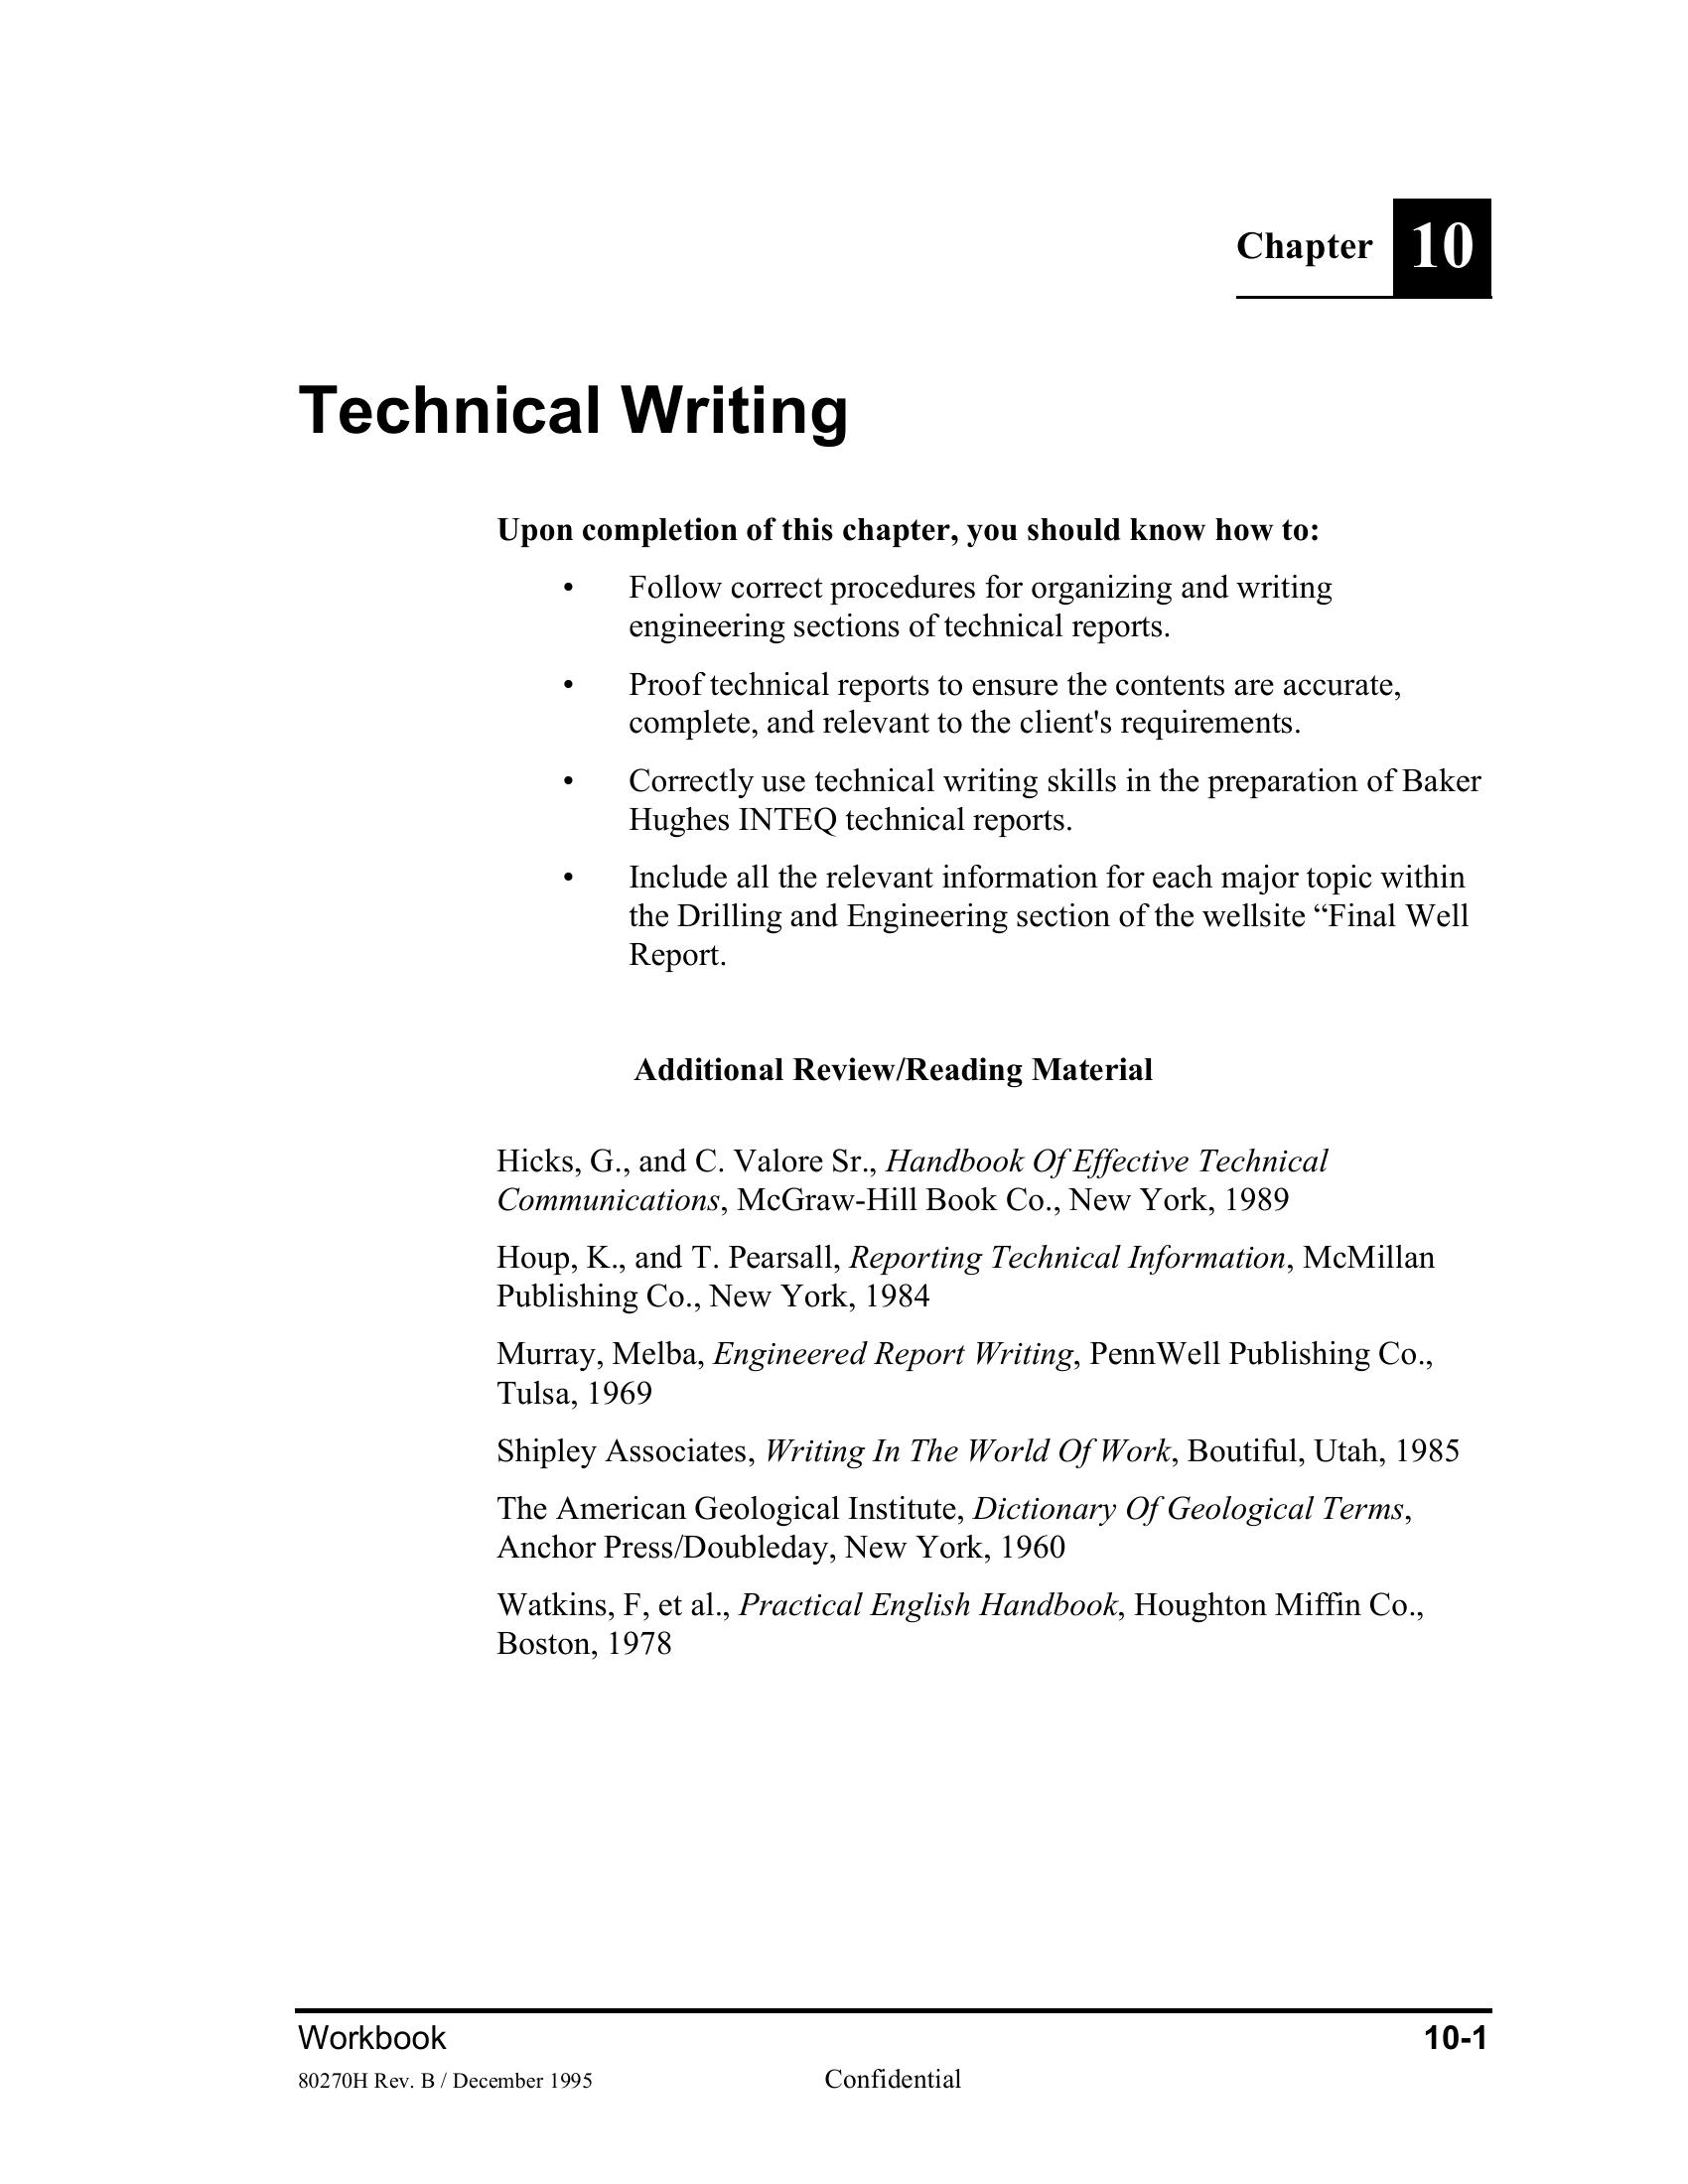 Chapter 10
Technical Writing
Upon completion of this chapter, you should know how to:
• Follow correct procedures for organizing and writing
engineering sections of technical reports.
• Proof technical reports to ensure the contents are accurate,
complete, and relevant to the client's requirements.
• Correctly use technical writing skills in the preparation of Baker
Hughes INTEQ technical reports.
• Include all the relevant information for each major topic within
the Drilling and Engineering section of the wellsite “Final Well
Report.
Additional Review/Reading Material
Hicks, G., and C. Valore Sr., Handbook Of Effective Technical
Communications, McGraw-Hill Book Co., New York, 1989
Houp, K., and T. Pearsall, Reporting Technical Information, McMillan
Publishing Co., New York, 1984
Murray, Melba, Engineered Report Writing, PennWell Publishing Co.,
Tulsa, 1969
Shipley Associates, Writing In The World Of Work, Boutiful, Utah, 1985
The American Geological Institute, Dictionary Of Geological Terms,
Anchor Press/Doubleday, New York, 1960
Watkins, F, et al., Practical English Handbook, Houghton Miffin Co.,
Boston, 1978
Workbook 10-1
80270H Rev. B / December 1995 Confidential